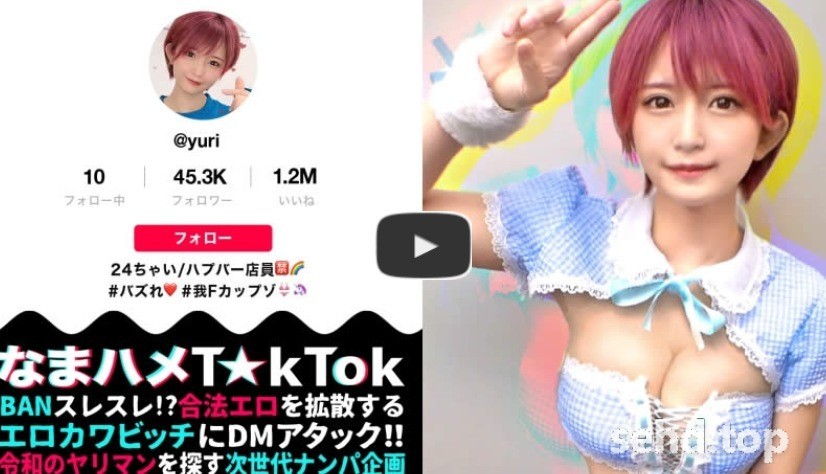 @yuri
10 45.3K 1.2M
フォロー中 フォロワー いいね
フォロー
24ちゃい/ハプバー店員🈲🌈
#バズれ❤️ #我Fカップゾ👙🦄
なまハメT★kTok
BANスレスレ!?合法エロを拡散する
エロカワビッチにDMアタック!!
令和のヤリマンを探す次世代ナンパ企画
send.top